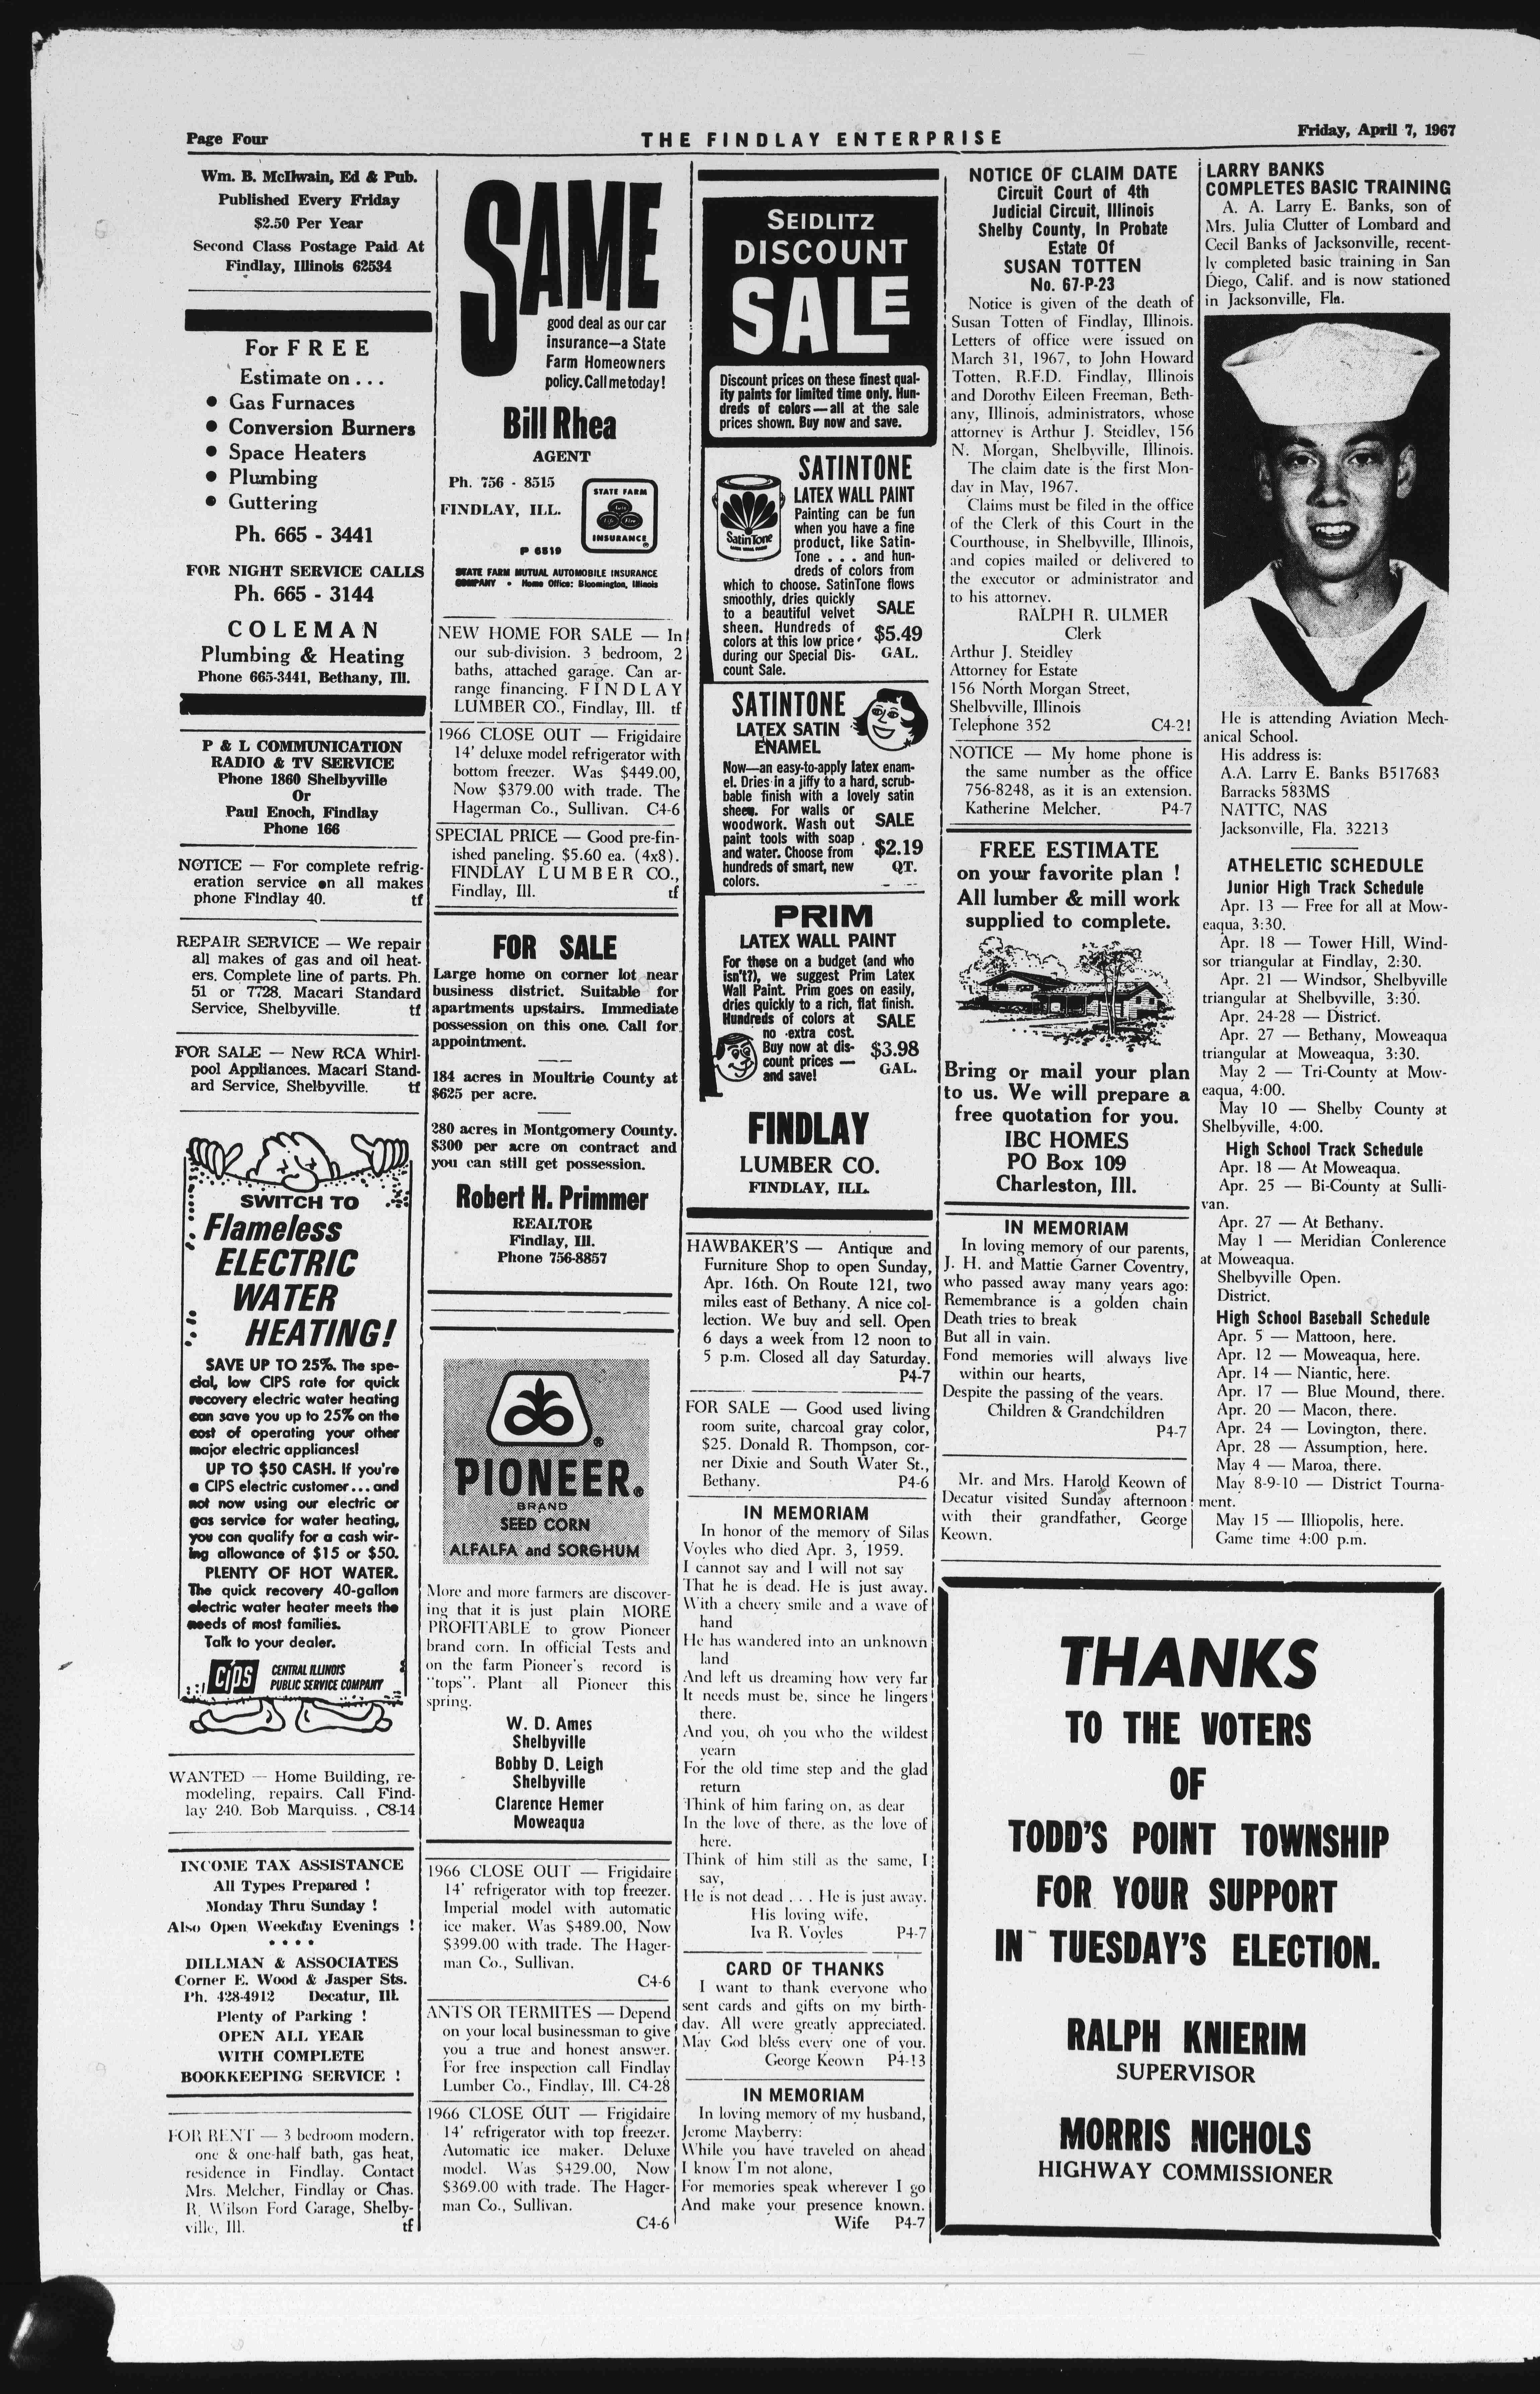 Page Four
THE FINDLAY ENTERPRISE
Friday, April 7, 1967
Wm. B. McIlwain, Ed & Pub.
Published Every Friday
$2.50 Per Year
Second Class Postage Paid At
Findlay, Illinois 62534
For FREE
Estimate on ...
• Gas Furnaces
• Conversion Burners
• Space Heaters
• Plumbing
• Guttering
Ph. 665 - 3441
FOR NIGHT SERVICE CALLS
Ph. 665 - 3144
COLEMAN
Plumbing & Heating
Phone 665-3441, Bethany, Ill.
P & L COMMUNICATION
RADIO & TV SERVICE
Phone 1860 Shelbyville
Or
Paul Enoch, Findlay
Phone 166
NOTICE — For complete refrig-
eration service on all makes
phone Findlay 40. tf
REPAIR SERVICE — We repair
all makes of gas and oil heat-
ers. Complete line of parts. Ph.
51 or 7728. Macari Standard
Service, Shelbyville. tf
FOR SALE — New RCA Whirl-
pool Appliances. Macari Stand-
ard Service, Shelbyville. tf
SWITCH TO
Flameless
ELECTRIC
WATER
HEATING!
SAVE UP TO 25%. The spe-
cial, low CIPS rate for quick
recovery electric water heating
can save you up to 25% on the
cost of operating your other
major electric appliances!
UP TO $50 CASH. If you're
a CIPS electric customer... and
not now using our electric or
gas service for water heating,
you can qualify for a cash wir-
ing allowance of $15 or $50.
PLENTY OF HOT WATER.
The quick recovery 40-gallon
electric water heater meets the
needs of most families.
Talk to your dealer.
CIPS
CENTRAL ILLINOIS
PUBLIC SERVICE COMPANY
WANTED — Home Building, re-
modeling, repairs. Call Find-
lay 240. Bob Marquiss. , C8-14
INCOME TAX ASSISTANCE
All Types Prepared !
Monday Thru Sunday !
Also Open Weekday Evenings !
* * * *
DILLMAN & ASSOCIATES
Corner E. Wood & Jasper Sts.
Ph. 428-4912 Decatur, Ill.
Plenty of Parking !
OPEN ALL YEAR
WITH COMPLETE
BOOKKEEPING SERVICE !
FOR RENT — 3 bedroom modern,
one & one-half bath, gas heat,
residence in Findlay. Contact
Mrs. Melcher, Findlay or Chas.
R. Wilson Ford Garage, Shelby-
ville, Ill. tf
SAME
good deal as our car
insurance—a State
Farm Homeowners
policy. Call me today!
Bill Rhea
AGENT
Ph. 756 - 8515
FINDLAY, ILL.
STATE FARM
INSURANCE
P 6519
STATE FARM MUTUAL AUTOMOBILE INSURANCE
COMPANY • Home Office: Bloomington, Illinois
NEW HOME FOR SALE — In
our sub-division. 3 bedroom, 2
baths, attached garage. Can ar-
range financing. FINDLAY
LUMBER CO., Findlay, Ill. tf
1966 CLOSE OUT — Frigidaire
14' deluxe model refrigerator with
bottom freezer. Was $449.00,
Now $379.00 with trade. The
Hagerman Co., Sullivan. C4-6
SPECIAL PRICE — Good pre-fin-
ished paneling. $5.60 ea. (4x8).
FINDLAY LUMBER CO.,
Findlay, Ill. tf
FOR SALE
Large home on corner lot near
business district. Suitable for
apartments upstairs. Immediate
possession on this one. Call for
appointment.
184 acres in Moultrie County at
$625 per acre.
280 acres in Montgomery County.
$300 per acre on contract and
you can still get possession.
Robert H. Primmer
REALTOR
Findlay, Ill.
Phone 756-8857
PIONEER®
BRAND
SEED CORN
ALFALFA and SORGHUM
More and more farmers are discover-
ing that it is just plain MORE
PROFITABLE to grow Pioneer
brand corn. In official Tests and
on the farm Pioneer's record is
"tops". Plant all Pioneer this
spring.
W. D. Ames
Shelbyville
Bobby D. Leigh
Shelbyville
Clarence Hemer
Moweaqua
1966 CLOSE OUT — Frigidaire
14' refrigerator with top freezer.
Imperial model with automatic
ice maker. Was $489.00, Now
$399.00 with trade. The Hager-
man Co., Sullivan.
C4-6
ANTS OR TERMITES — Depend
on your local businessman to give
you a true and honest answer.
For free inspection call Findlay
Lumber Co., Findlay, Ill. C4-28
1966 CLOSE OUT — Frigidaire
14' refrigerator with top freezer.
Automatic ice maker. Deluxe
model. Was $429.00, Now
$369.00 with trade. The Hager-
man Co., Sullivan.
C4-6
SEIDLITZ
DISCOUNT
SALE
Discount prices on these finest qual-
ity paints for limited time only. Hun-
dreds of colors—all at the sale
prices shown. Buy now and save.
SatinTone
SATINTONE
LATEX WALL PAINT
Painting can be fun
when you have a fine
product, like Satin-
Tone . . . and hun-
dreds of colors from
which to choose. SatinTone flows
smoothly, dries quickly
to a beautiful velvet
sheen. Hundreds of
colors at this low price
during our Special Dis-
count Sale.
SALE
$5.49
GAL.
SATINTONE
LATEX SATIN
ENAMEL
Now—an easy-to-apply latex enam-
el. Dries in a jiffy to a hard, scrub-
bable finish with a lovely satin
sheen. For walls or
woodwork. Wash out
paint tools with soap
and water. Choose from
hundreds of smart, new
colors.
SALE
$2.19
QT.
PRIM
LATEX WALL PAINT
For those on a budget (and who
isn't?), we suggest Prim Latex
Wall Paint. Prim goes on easily,
dries quickly to a rich, flat finish.
Hundreds of colors at
no extra cost.
Buy now at dis-
count prices —
and save!
SALE
$3.98
GAL.
FINDLAY
LUMBER CO.
FINDLAY, ILL.
HAWBAKER'S — Antique and
Furniture Shop to open Sunday,
Apr. 16th. On Route 121, two
miles east of Bethany. A nice col-
lection. We buy and sell. Open
6 days a week from 12 noon to
5 p.m. Closed all day Saturday.
P4-7
FOR SALE — Good used living
room suite, charcoal gray color,
$25. Donald R. Thompson, cor-
ner Dixie and South Water St.,
Bethany. P4-6
IN MEMORIAM
In honor of the memory of Silas
Voyles who died Apr. 3, 1959.
I cannot say and I will not say
That he is dead. He is just away.
With a cheery smile and a wave of
hand
He has wandered into an unknown
land
And left us dreaming how very far
It needs must be, since he lingers
there.
And you, oh you who the wildest
yearn
For the old time step and the glad
return
Think of him faring on, as dear
In the love of there, as the love of
here.
Think of him still as the same, I
say,
He is not dead . . . He is just away.
His loving wife,
Iva R. Voyles P4-7
CARD OF THANKS
I want to thank everyone who
sent cards and gifts on my birth-
day. All were greatly appreciated.
May God bless every one of you.
George Keown P4-13
IN MEMORIAM
In loving memory of my husband,
Jerome Mayberry:
While you have traveled on ahead
I know I'm not alone,
For memories speak wherever I go
And make your presence known.
Wife P4-7
NOTICE OF CLAIM DATE
Circuit Court of 4th
Judicial Circuit, Illinois
Shelby County, In Probate
Estate Of
SUSAN TOTTEN
No. 67-P-23
Notice is given of the death of
Susan Totten of Findlay, Illinois.
Letters of office were issued on
March 31, 1967, to John Howard
Totten, R.F.D. Findlay, Illinois
and Dorothy Eileen Freeman, Beth-
any, Illinois, administrators, whose
attorney is Arthur J. Steidley, 156
N. Morgan, Shelbyville, Illinois.
The claim date is the first Mon-
day in May, 1967.
Claims must be filed in the office
of the Clerk of this Court in the
Courthouse, in Shelbyville, Illinois,
and copies mailed or delivered to
the executor or administrator and
to his attorney.
RALPH R. ULMER
Clerk
Arthur J. Steidley
Attorney for Estate
156 North Morgan Street,
Shelbyville, Illinois
Telephone 352 C4-21
NOTICE — My home phone is
the same number as the office
756-8248, as it is an extension.
Katherine Melcher. P4-7
FREE ESTIMATE
on your favorite plan !
All lumber & mill work
supplied to complete.
Bring or mail your plan
to us. We will prepare a
free quotation for you.
IBC HOMES
PO Box 109
Charleston, Ill.
IN MEMORIAM
In loving memory of our parents,
J. H. and Mattie Garner Coventry,
who passed away many years ago:
Remembrance is a golden chain
Death tries to break
But all in vain.
Fond memories will always live
within our hearts,
Despite the passing of the years.
Children & Grandchildren
P4-7
Mr. and Mrs. Harold Keown of
Decatur visited Sunday afternoon
with their grandfather, George
Keown.
LARRY BANKS
COMPLETES BASIC TRAINING
A. A. Larry E. Banks, son of
Mrs. Julia Clutter of Lombard and
Cecil Banks of Jacksonville, recent-
ly completed basic training in San
Diego, Calif. and is now stationed
in Jacksonville, Fla.
He is attending Aviation Mech-
anical School.
His address is:
A.A. Larry E. Banks B517683
Barracks 583MS
NATTC, NAS
Jacksonville, Fla. 32213
ATHELETIC SCHEDULE
Junior High Track Schedule
Apr. 13 — Free for all at Mow-
eaqua, 3:30.
Apr. 18 — Tower Hill, Wind-
sor triangular at Findlay, 2:30.
Apr. 21 — Windsor, Shelbyville
triangular at Shelbyville, 3:30.
Apr. 24-28 — District.
Apr. 27 — Bethany, Moweaqua
triangular at Moweaqua, 3:30.
May 2 — Tri-County at Mow-
eaqua, 4:00.
May 10 — Shelby County at
Shelbyville, 4:00.
High School Track Schedule
Apr. 18 — At Moweaqua.
Apr. 25 — Bi-County at Sulli-
van.
Apr. 27 — At Bethany.
May 1 — Meridian Conference
at Moweaqua.
Shelbyville Open.
District.
High School Baseball Schedule
Apr. 5 — Mattoon, here.
Apr. 12 — Moweaqua, here.
Apr. 14 — Niantic, here.
Apr. 17 — Blue Mound, there.
Apr. 20 — Macon, there.
Apr. 24 — Lovington, there.
Apr. 28 — Assumption, here.
May 4 — Maroa, there.
May 8-9-10 — District Tourna-
ment.
May 15 — Illiopolis, here.
Game time 4:00 p.m.
THANKS
TO THE VOTERS
OF
TODD'S POINT TOWNSHIP
FOR YOUR SUPPORT
IN TUESDAY'S ELECTION.
RALPH KNIERIM
SUPERVISOR
MORRIS NICHOLS
HIGHWAY COMMISSIONER